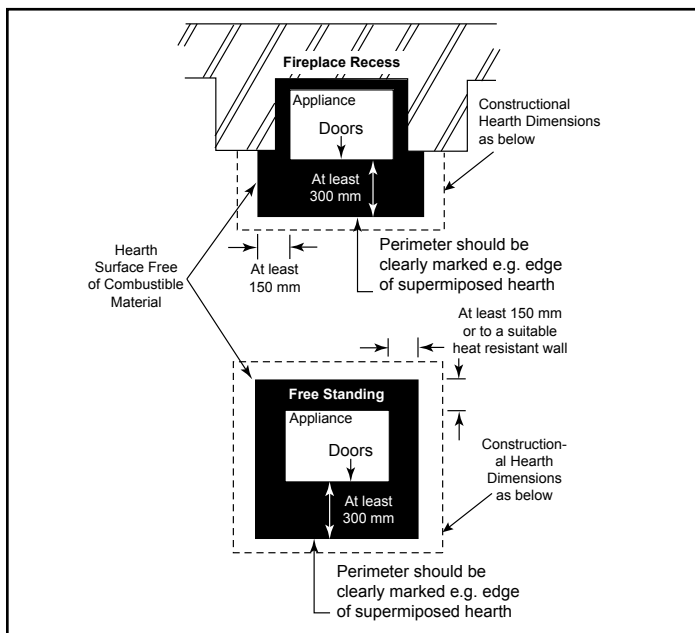 Fireplace Recess
Appliance
Doors
At least
300 mm
Constructional
Hearth Dimensions
as below
Hearth
Surface Free
of Combustible
Material
At least
150 mm
Perimeter should be
clearly marked e.g. edge
of supermiposed hearth
At least 150 mm
or to a suitable
heat resistant wall
Free Standing
Appliance
Doors
At least
300 mm
Construction-
al Hearth
Dimensions
as below
Perimeter should be
clearly marked e.g. edge
of supermiposed hearth